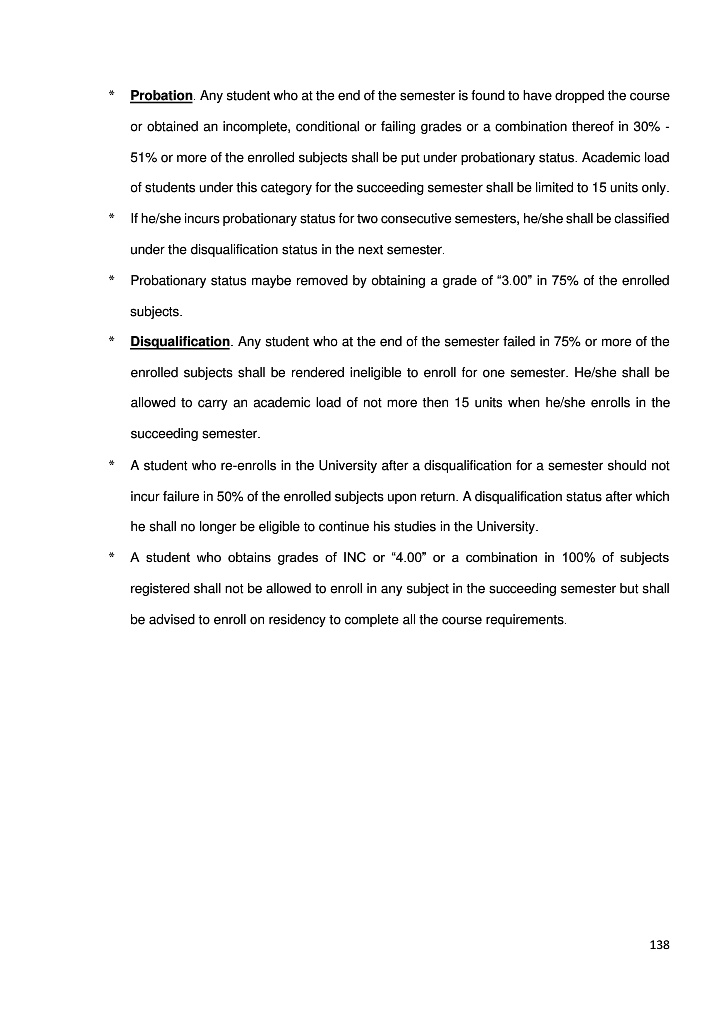 * Probation. Any student who at the end of the semester is found to have dropped the course
or obtained an incomplete, conditional or failing grades or a combination thereof in 30% -
51% or more of the enrolled subjects shall be put under probationary status. Academic load
of students under this category for the succeeding semester shall be limited to 15 units only.
* If he/she incurs probationary status for two consecutive semesters, he/she shall be classified
under the disqualification status in the next semester.
* Probationary status maybe removed by obtaining a grade of “3.00” in 75% of the enrolled
subjects.
* Disqualification. Any student who at the end of the semester failed in 75% or more of the
enrolled subjects shall be rendered ineligible to enroll for one semester. He/she shall be
allowed to carry an academic load of not more then 15 units when he/she enrolls in the
succeeding semester.
* A student who re-enrolls in the University after a disqualification for a semester should not
incur failure in 50% of the enrolled subjects upon return. A disqualification status after which
he shall no longer be eligible to continue his studies in the University.
* A student who obtains grades of INC or “4.00” or a combination in 100% of subjects
registered shall not be allowed to enroll in any subject in the succeeding semester but shall
be advised to enroll on residency to complete all the course requirements.
138